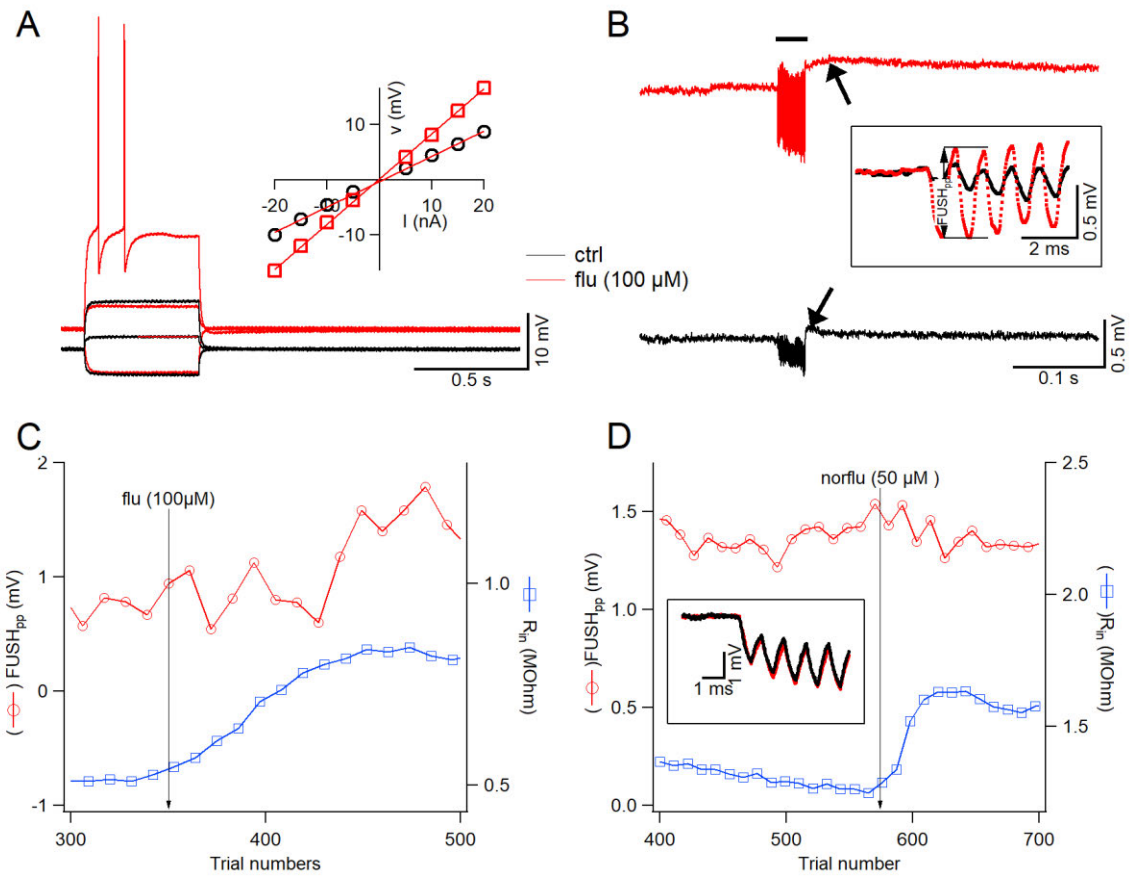 A
B
10
v (mV)
-20
-10
10
20
I (nA)
-10
ctrl
flu (100 µM)
10 mV
0.5 s
FUSHpp
0.5 mV
2 ms
0.5 mV
0.1 s
C
D
2
1
0
-1
( ) FUSHpp (mV)
flu (100µM)
1.0
0.5
( ) Rin (MOhm)
300
400
500
Trial numbers
1.5
1.0
0.5
0.0
( )FUSHpp (mV)
norflu (50 µM )
1 ms
1 mV
2.5
2.0
1.5
( )Rin (MOhm)
400
500
600
700
Trial number